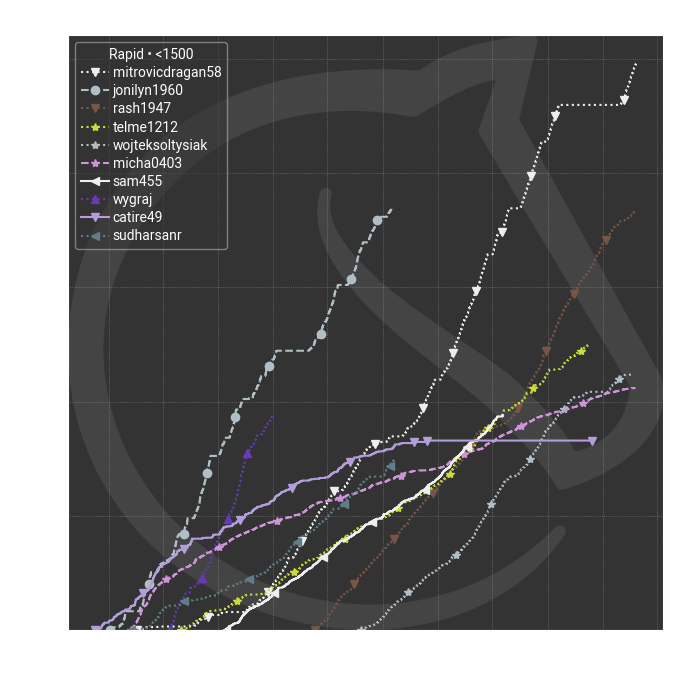 Rapid • <1500
mitrovicdragan58
jonilyn1960
rash1947
telme1212
wojteksoltysiak
micha0403
sam455
wygraj
catire49
sudharsanr